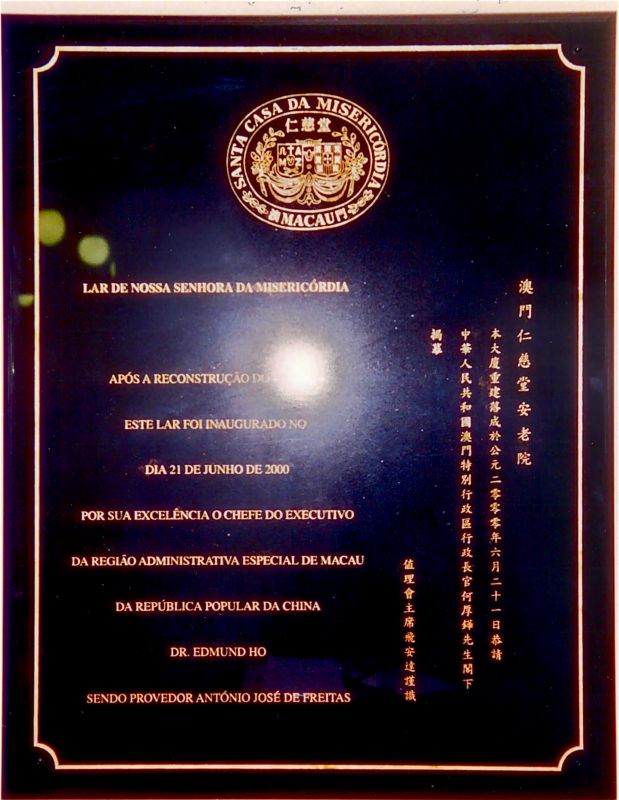 SANTA CASA DA MISERICÓRDIA
仁慈堂
澳 MACAU 門
LAR DE NOSSA SENHORA DA MISERICÓRDIA
APÓS A RECONSTRUÇÃO
ESTE LAR FOI INAUGURADO NO
DIA 21 DE JUNHO DE 2000
POR SUA EXCELÊNCIA O CHEFE DO EXECUTIVO
DA REGIÃO ADMINISTRATIVA ESPECIAL DE MACAU
DA REPÚBLICA POPULAR DA CHINA
DR. EDMUND HO
SENDO PROVEDOR ANTÓNIO JOSÉ DE FREITAS
澳門仁慈堂安老院
本大廈重建落成於公元二零零零年六月二十一日恭請
中華人民共和國澳門特別行政區行政長官何厚鏵先生閣下
揭幕
值理會主席飛安達謹識